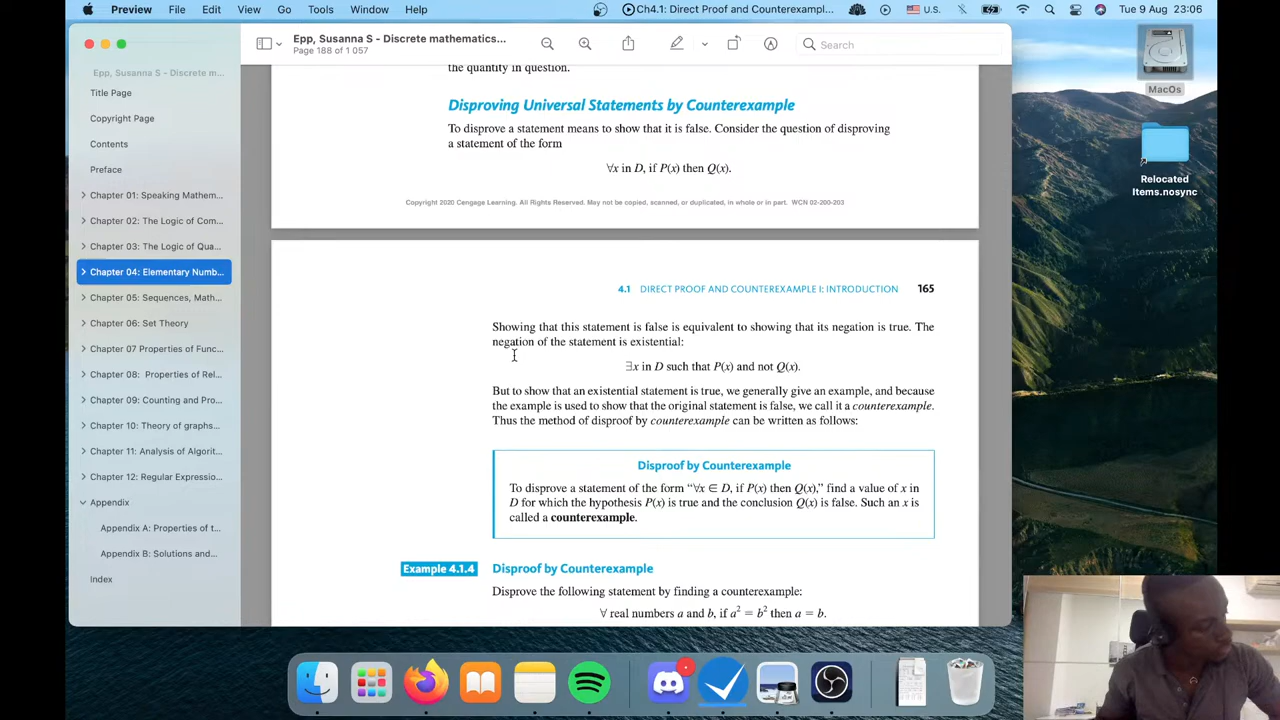 Preview File Edit View Go Tools Window Help
Ch4.1: Direct Proof and Counterexampl...
U.S.
Tue 9 Aug 23:06
Epp, Susanna S - Discrete m...
Title Page
Copyright Page
Contents
Preface
Chapter 01: Speaking Mathem...
Chapter 02: The Logic of Com...
Chapter 03: The Logic of Qua...
Chapter 04: Elementary Numb...
Chapter 05: Sequences, Math...
Chapter 06: Set Theory
Chapter 07 Properties of Func...
Chapter 08: Properties of Rel...
Chapter 09: Counting and Pro...
Chapter 10: Theory of graphs...
Chapter 11: Analysis of Algorit...
Chapter 12: Regular Expressio...
Appendix
Appendix A: Properties of t...
Appendix B: Solutions and...
Index
Epp, Susanna S - Discrete mathematics...
Page 188 of 1 057
Search
the quantity in question.
Disproving Universal Statements by Counterexample
To disprove a statement means to show that it is false. Consider the question of disproving
a statement of the form
∀x in D, if P(x) then Q(x).
Copyright 2020 Cengage Learning. All Rights Reserved. May not be copied, scanned, or duplicated, in whole or in part. WCN 02-200-203
4.1 DIRECT PROOF AND COUNTEREXAMPLE I: INTRODUCTION 165
Showing that this statement is false is equivalent to showing that its negation is true. The
negation of the statement is existential:
∃x in D such that P(x) and not Q(x).
But to show that an existential statement is true, we generally give an example, and because
the example is used to show that the original statement is false, we call it a counterexample.
Thus the method of disproof by counterexample can be written as follows:
Disproof by Counterexample
To disprove a statement of the form “∀x ∈ D, if P(x) then Q(x),” find a value of x in
D for which the hypothesis P(x) is true and the conclusion Q(x) is false. Such an x is
called a counterexample.
Example 4.1.4 Disproof by Counterexample
Disprove the following statement by finding a counterexample:
∀ real numbers a and b, if a² = b² then a = b.
MacOs
Relocated
Items.nosync